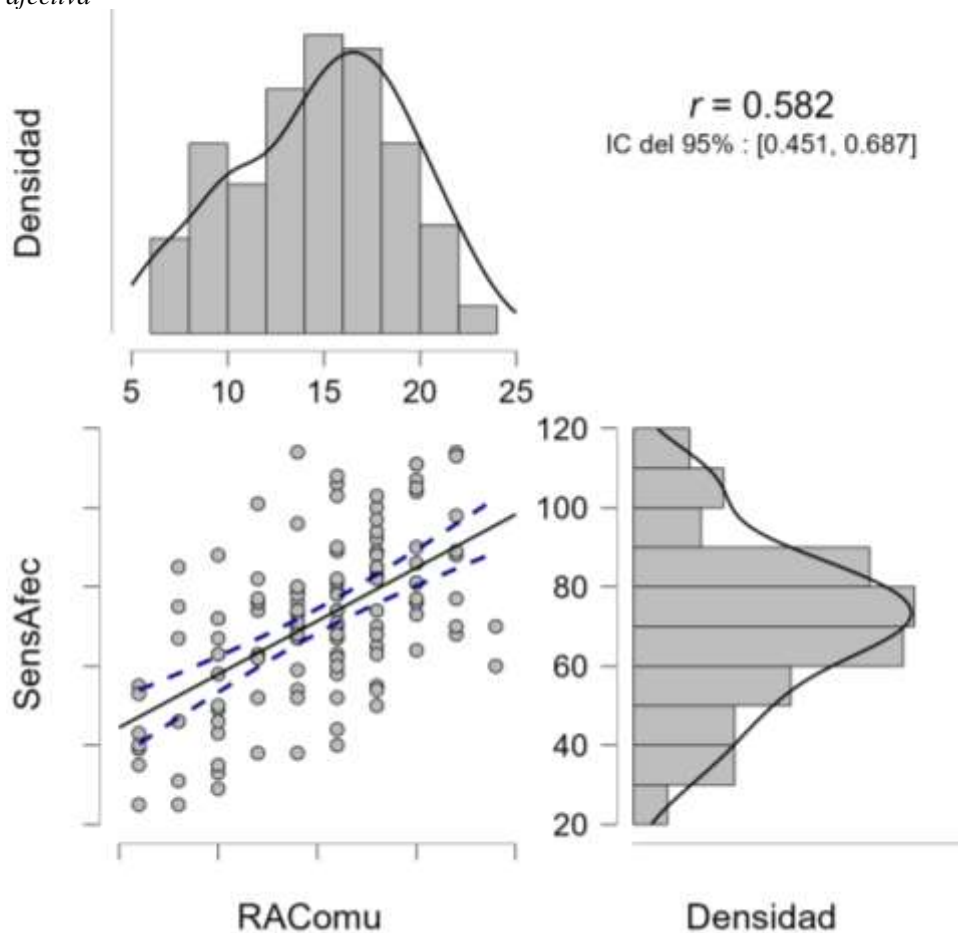 afectiva
Densidad
r = 0.582
IC del 95% : [0.451, 0.687]
5 10 15 20 25
SensAfec
120
100
80
60
40
20
RAComu
Densidad